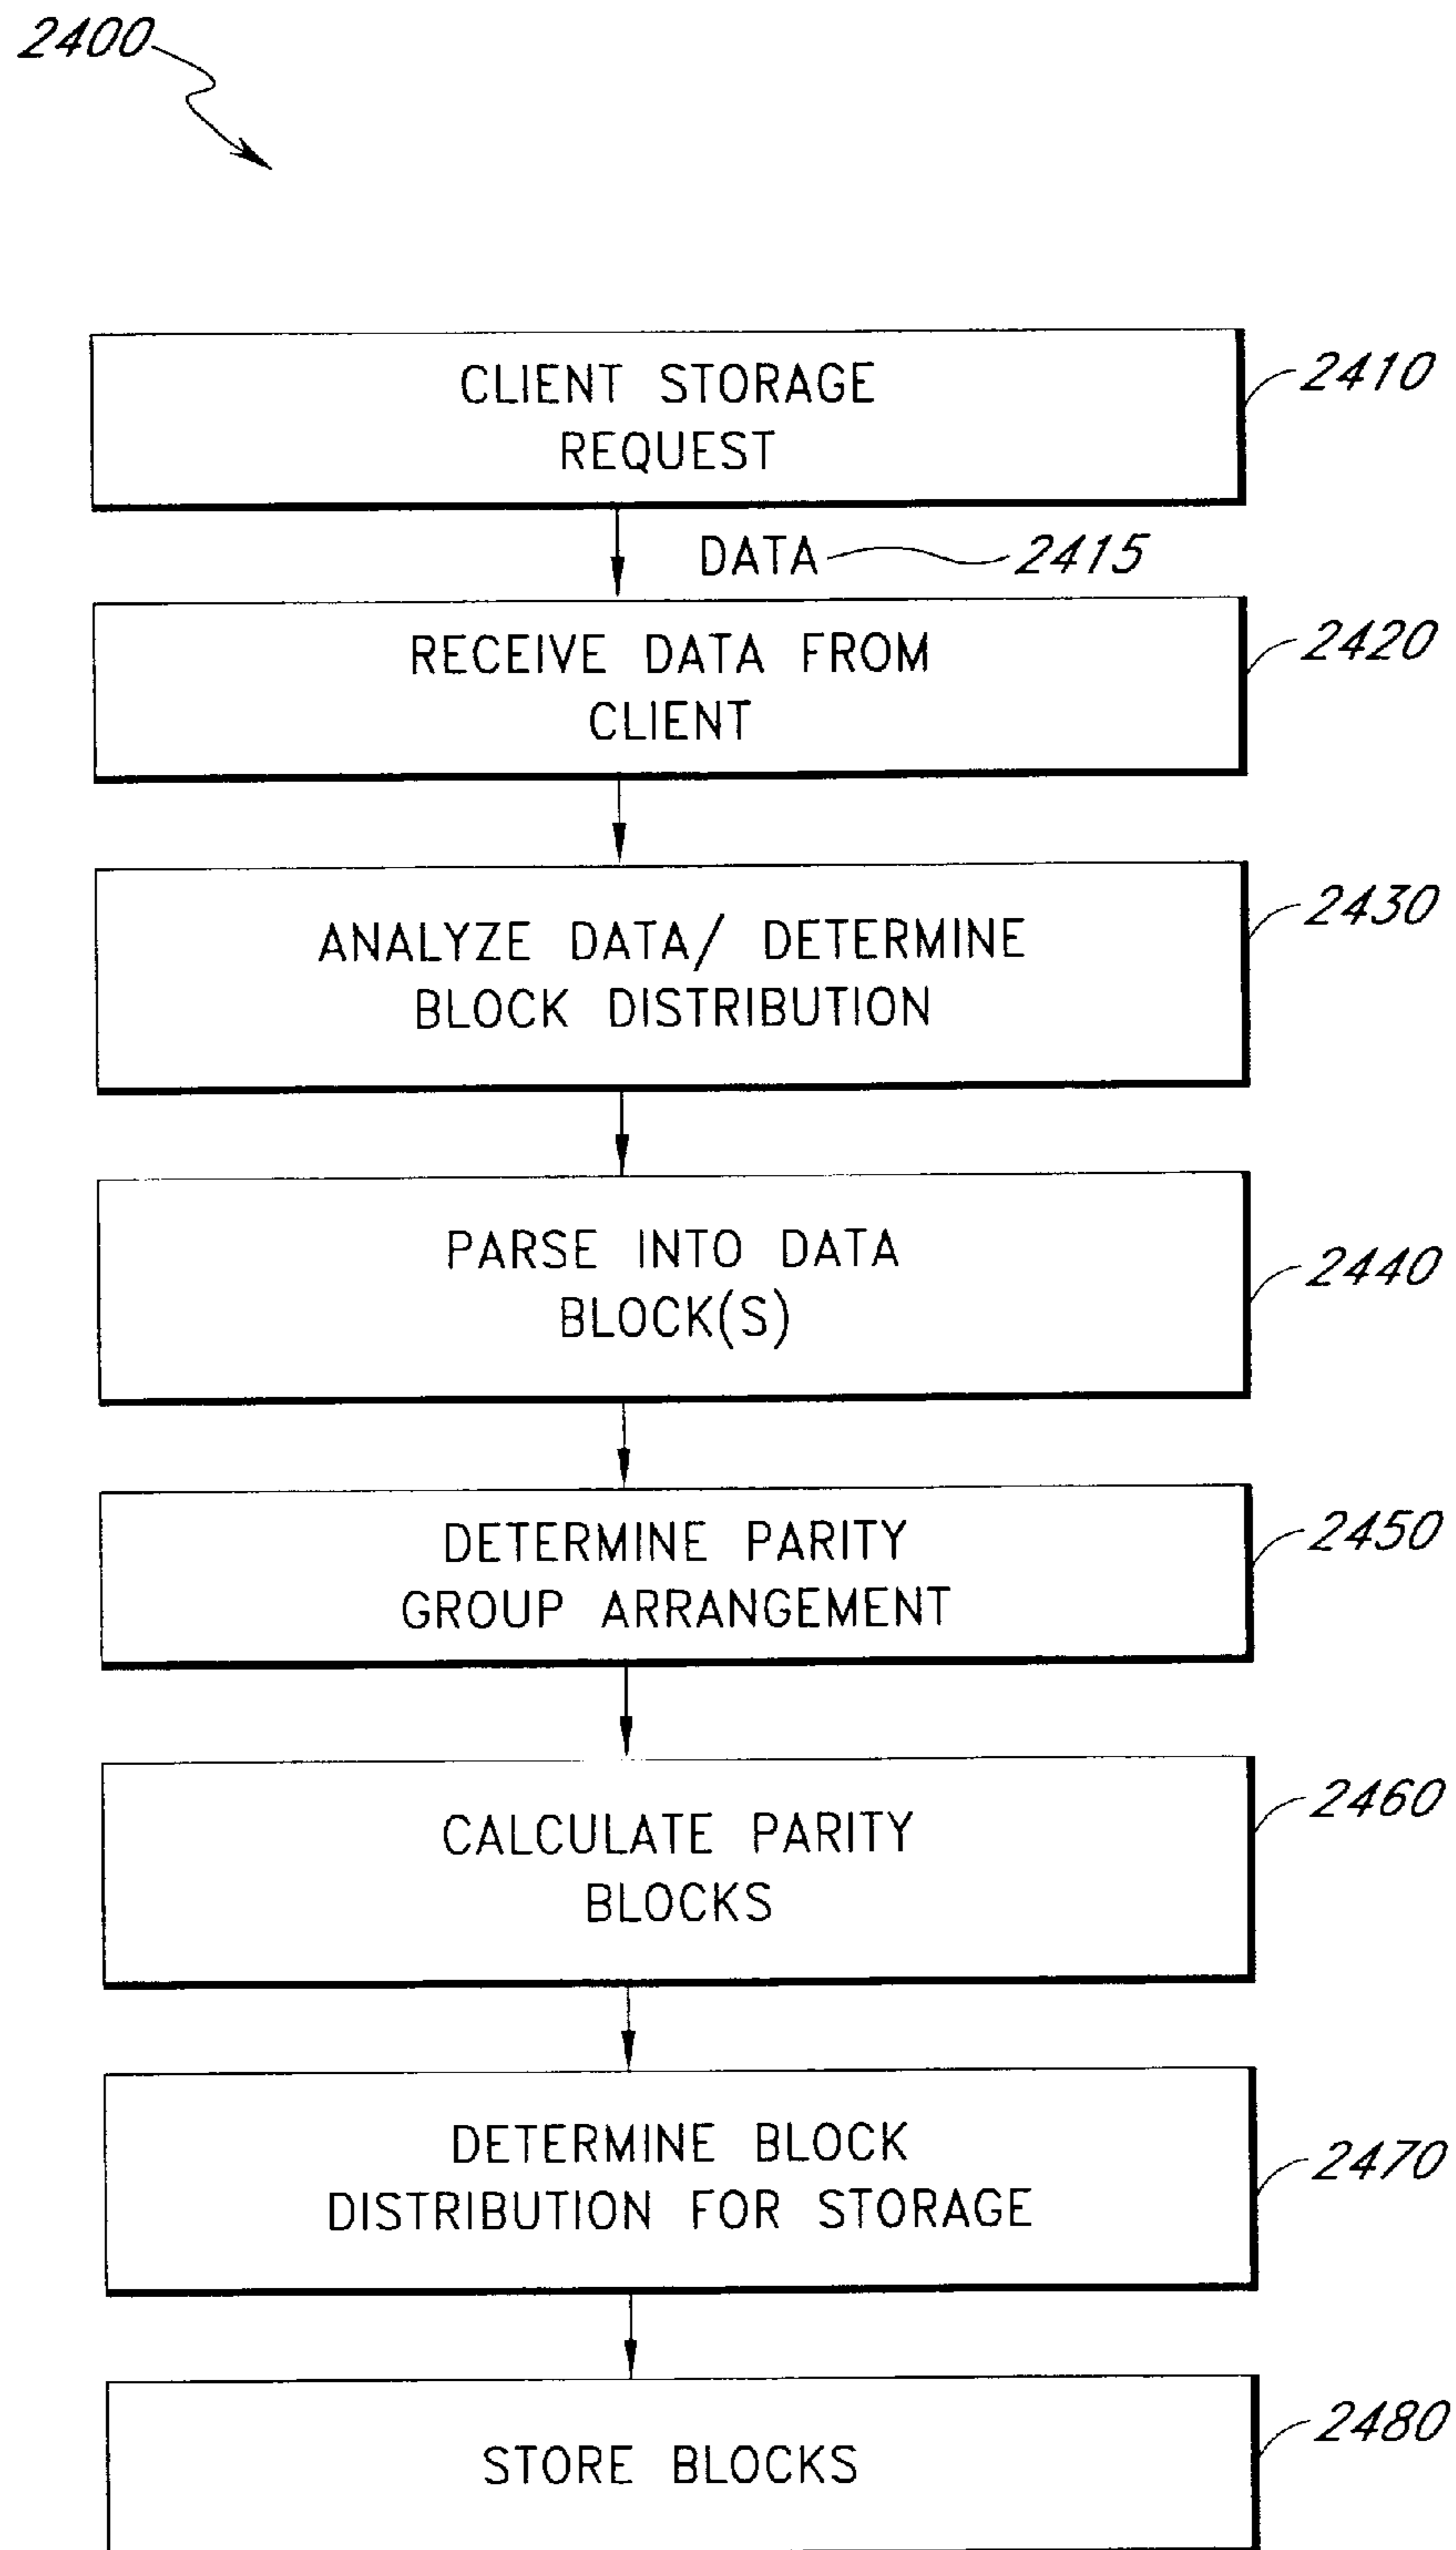 2400
CLIENT STORAGE
REQUEST
2410
DATA 2415
RECEIVE DATA FROM
CLIENT
2420
ANALYZE DATA/ DETERMINE
BLOCK DISTRIBUTION
2430
PARSE INTO DATA
BLOCK(S)
2440
DETERMINE PARITY
GROUP ARRANGEMENT
2450
CALCULATE PARITY
BLOCKS
2460
DETERMINE BLOCK
DISTRIBUTION FOR STORAGE
2470
STORE BLOCKS
2480